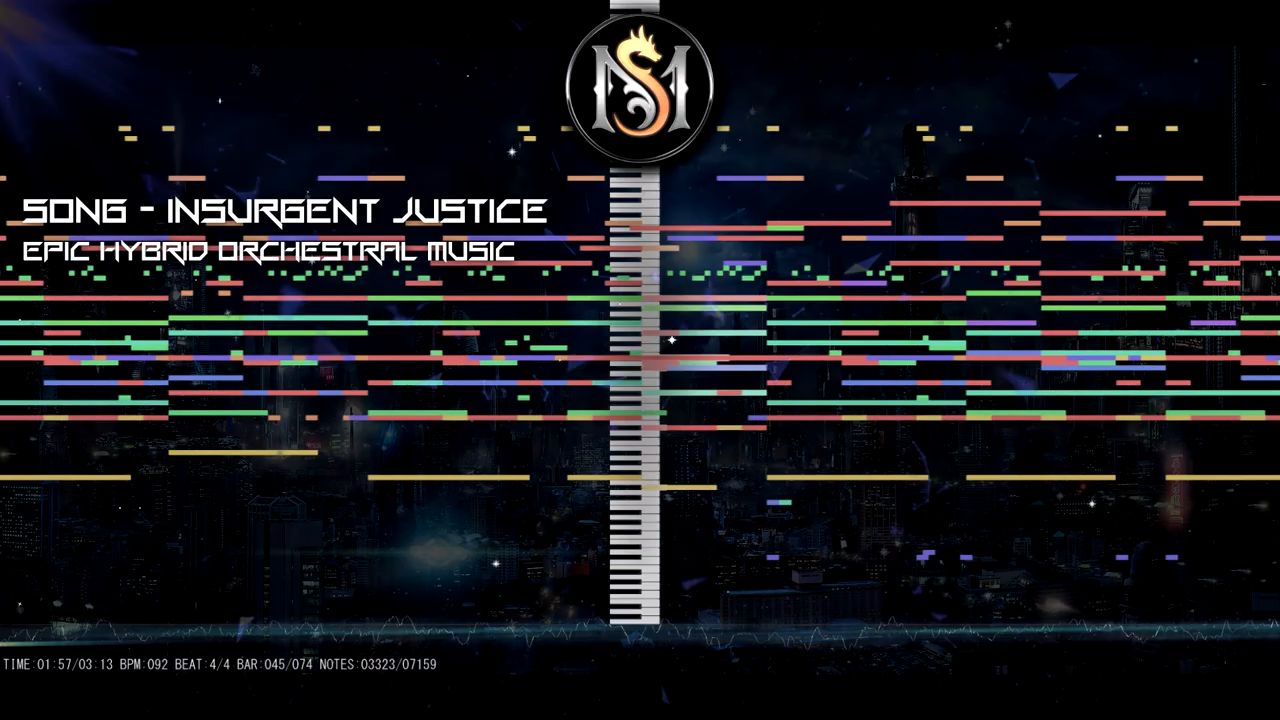 MS
SONG - INSURGENT JUSTICE
EPIC HYBRID ORCHESTRAL MUSIC
TIME:01:57/03:13 BPM:092 BEAT:4/4 BAR:045/074 NOTES:03323/07159